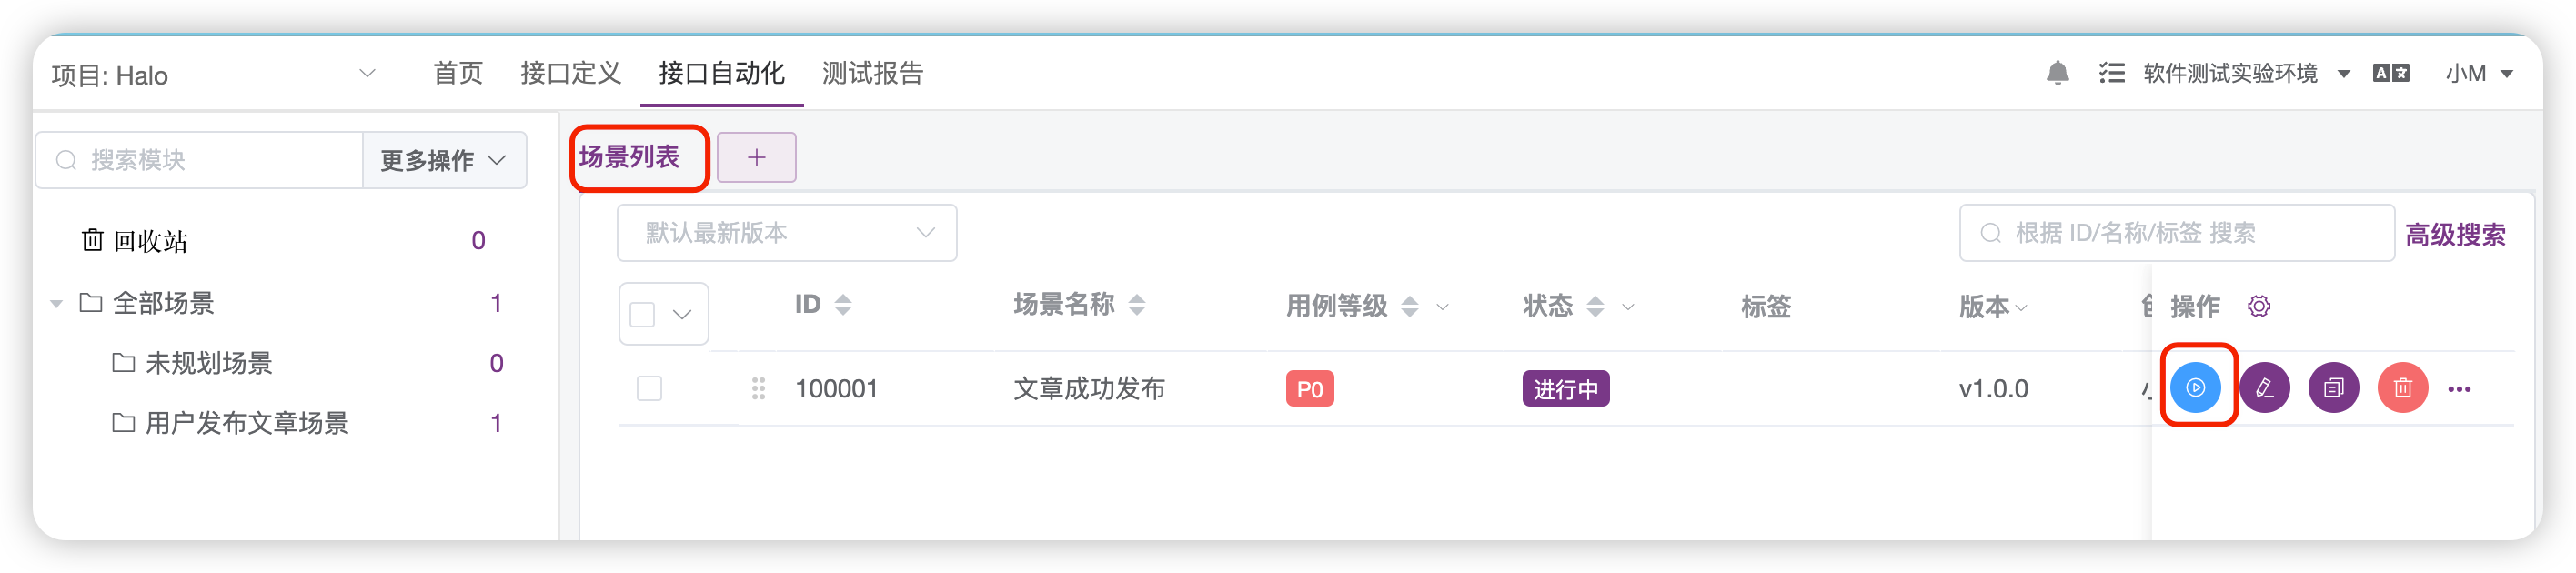 项目: Halo 首页 接口定义 接口自动化 测试报告 软件测试实验环境 小M
搜索模块 更多操作
回收站 0
全部场景 1
未规划场景 0
用户发布文章场景 1
场景列表 +
默认最新版本 根据 ID/名称/标签 搜索 高级搜索
ID 场景名称 用例等级 状态 标签 版本 操作
100001 文章成功发布 P0 进行中 v1.0.0